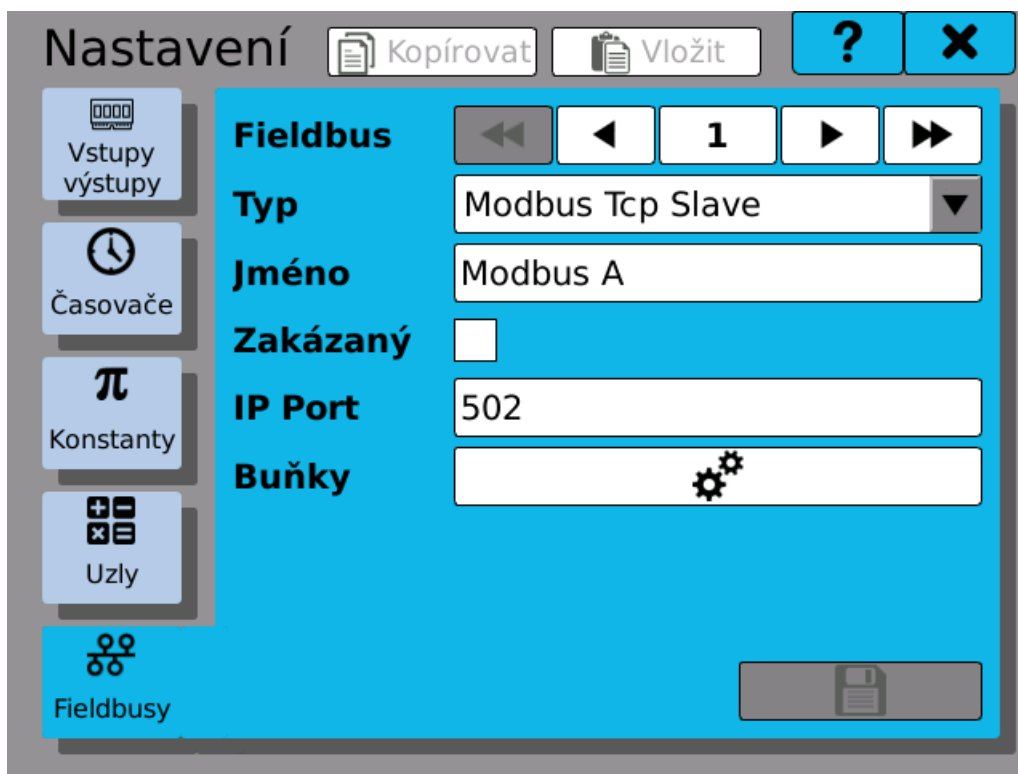 Nastavení Kopírovat Vložit ? ✖
Vstupy
výstupy
Časovače
π
Konstanty
Uzly
Fieldbusy
Fieldbus 1
Typ Modbus Tcp Slave
Jméno Modbus A
Zakázaný
IP Port 502
Buňky